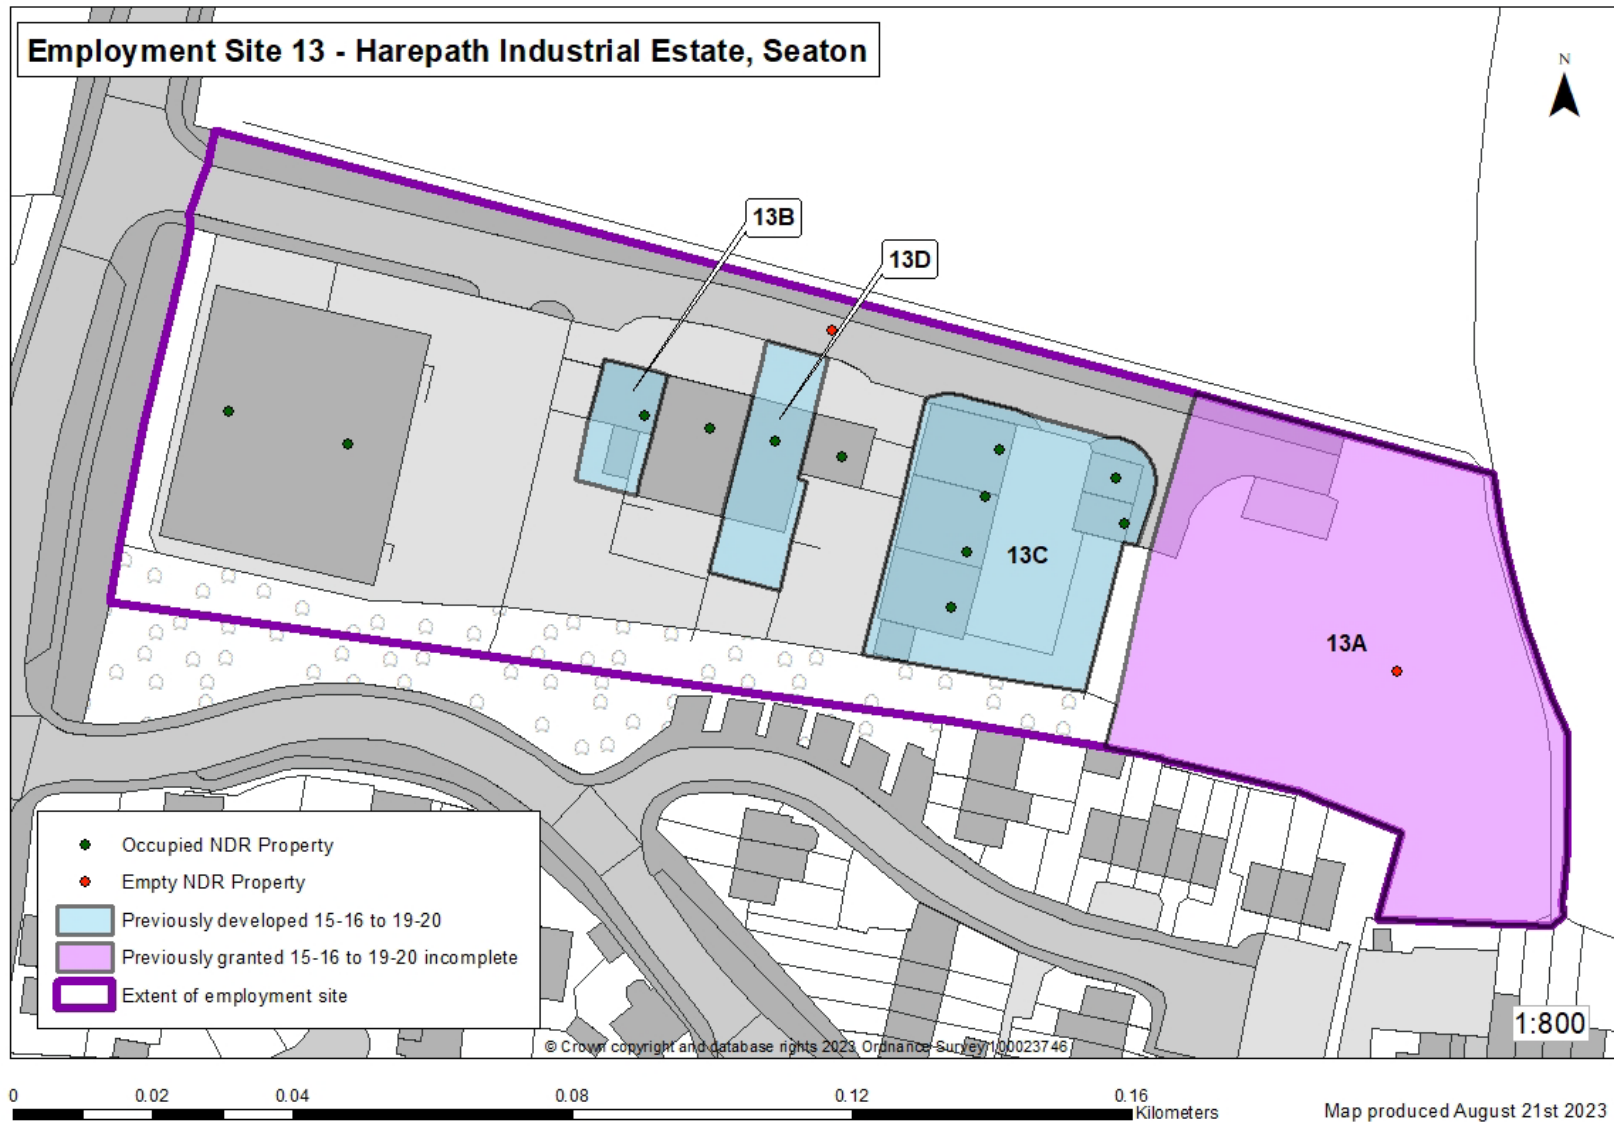 Employment Site 13 - Harepath Industrial Estate, Seaton
N
13B
13D
13C
13A
Occupied NDR Property
Empty NDR Property
Previously developed 15-16 to 19-20
Previously granted 15-16 to 19-20 incomplete
Extent of employment site
1:800
© Crown copyright and database rights 2023 Ordnance Survey 100023746
0 0.02 0.04 0.08 0.12 0.16
Kilometers
Map produced August 21st 2023